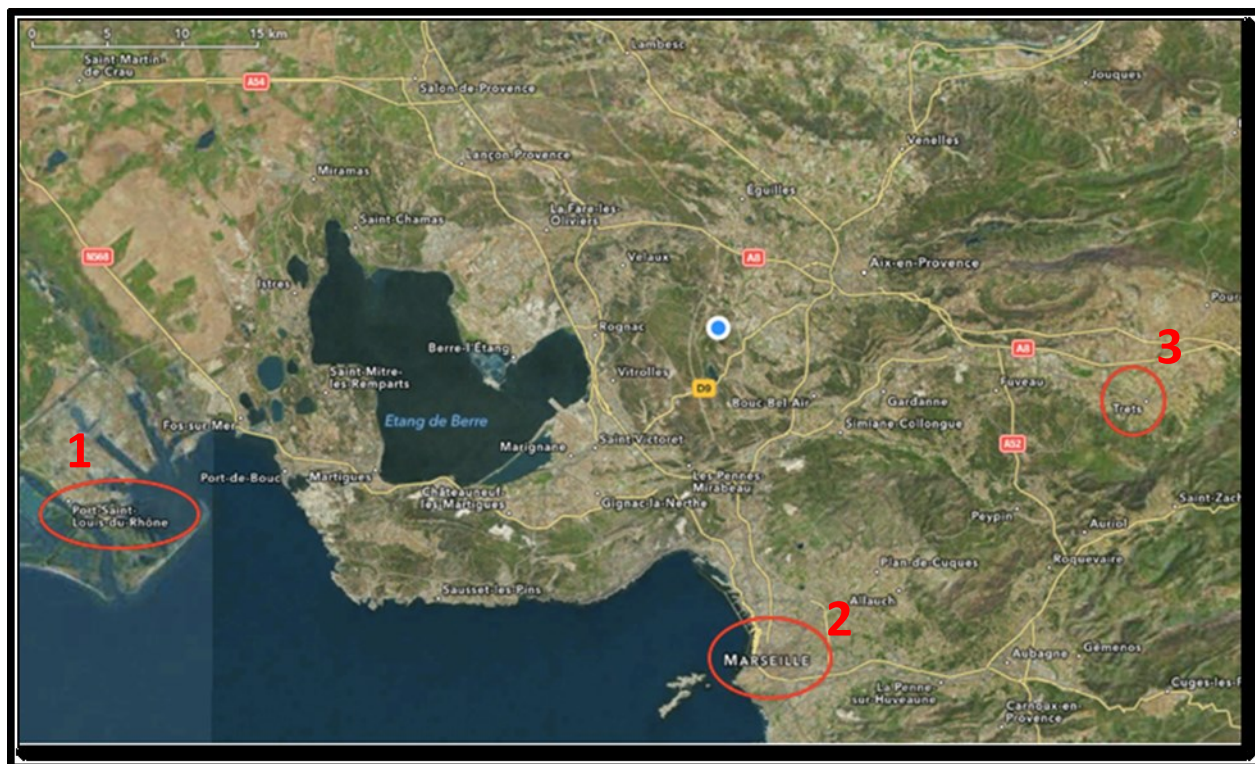 0 5 10 15 km
Lambesc
Saint-Martin-
de-Crau
A54
Salon-de-Provence
Jouques
Venelles
Lançon-Provence
Miramas
Éguilles
Saint-Chamas
La Fare-les-
Oliviers
N568
Velaux
A8
Aix-en-Provence
Istres
Pour
Rognac
Berre-l'Étang
3
A8
Saint-Mitre-
les-Remparts
Vitrolles
D9
Bouc-Bel-Air
Fuveau
Gardanne
Trets
Etang de Berre
Fos-sur-Mer
Simiane-Collongue
Marignane
Saint-Victoret
A52
1
Port-de-Bouc
Martigues
Les Pennes-
Mirabeau
Châteauneuf-
les-Martigues
Gignac-la-Nerthe
Saint-Zach
Port-Saint-
Louis-du-Rhône
Peypin
Auriol
Roquevaire
Plan-de-Cuques
Sausset-les-Pins
Allauch
2
MARSEILLE
Aubagne
Gémenos
La Penne-
sur-Huveaune
Cuges-les-P
Carnoux-en-
Provence